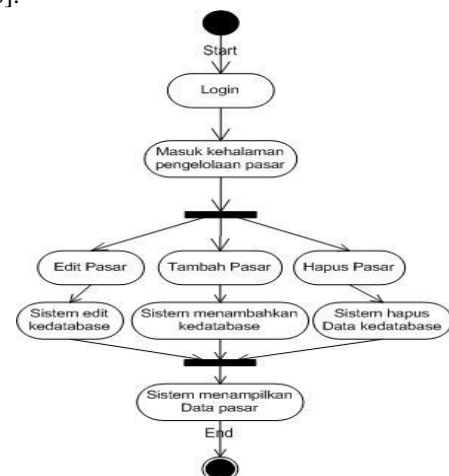 ].
Start
Login
Masuk kehalaman
pengelolaan pasar
Edit Pasar
Tambah Pasar
Hapus Pasar
Sistem edit
kedatabase
Sistem menambahkan
kedatabase
Sistem hapus
Data kedatabase
Sistem menampilkan
Data pasar
End